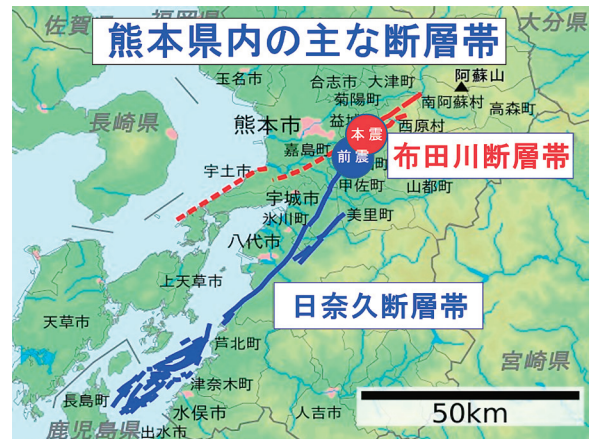 佐賀県
福岡県
大分県
熊本県内の主な断層帯
玉名市
合志市
大津町
阿蘇山
菊陽町
南阿蘇村
高森町
長崎県
熊本市
益城
本震
西原村
嘉島町
前震
町
布田川断層帯
宇土市
甲佐町
山都町
宇城市
氷川町
美里町
八代市
上天草市
日奈久断層帯
天草市
芦北町
宮崎県
津奈木町
長島町
水俣市
人吉市
50km
鹿児島県
出水市